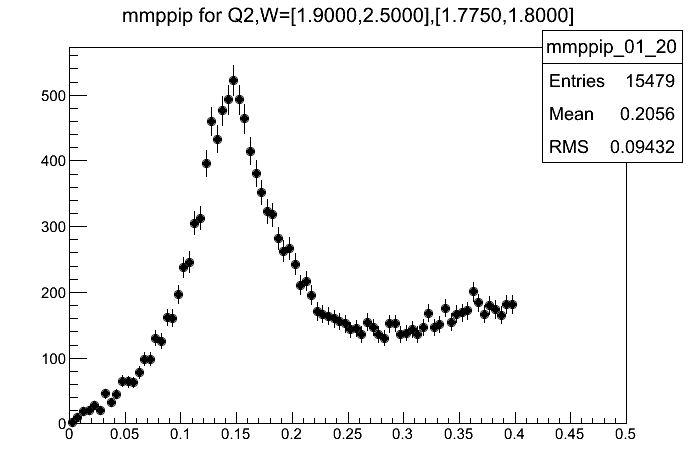 mmppip for Q2,W=[1.9000,2.5000],[1.7750,1.8000]
mmppip_01_20
Entries 15479
Mean 0.2056
RMS 0.09432
500
400
300
200
100
0
0 0.05 0.1 0.15 0.2 0.25 0.3 0.35 0.4 0.45 0.5